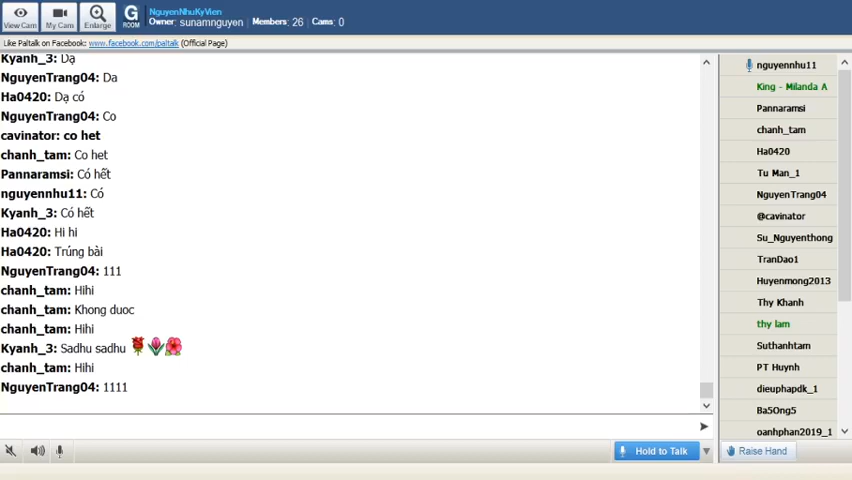 View Cam
My Cam
Enlarge
G
ROOM
NguyenNhuKyVien
Owner: sunamnguyen Members: 26 Cams: 0
Like Paltalk on Facebook: www.facebook.com/paltalk (Official Page)
Kyanh_3: Dạ
NguyenTrang04: Da
Ha0420: Dạ có
NguyenTrang04: Co
cavinator: co het
chanh_tam: Co het
Pannaramsi: Có hết
nguyennhu11: Có
Kyanh_3: Có hết
Ha0420: Hi hi
Ha0420: Trúng bài
NguyenTrang04: 111
chanh_tam: Hihi
chanh_tam: Khong duoc
chanh_tam: Hihi
Kyanh_3: Sadhu sadhu
chanh_tam: Hihi
NguyenTrang04: 1111
nguyennhu11
King - Milanda A
Pannaramsi
chanh_tam
Ha0420
Tu Man_1
NguyenTrang04
@cavinator
Su_Nguyenthong
TranDao1
Huyenmong2013
Thy Khanh
thy lam
Suthanhtam
PT Huynh
dieuphapdk_1
Ba5Ong5
oanhphan2019_1
Hold to Talk
Raise Hand